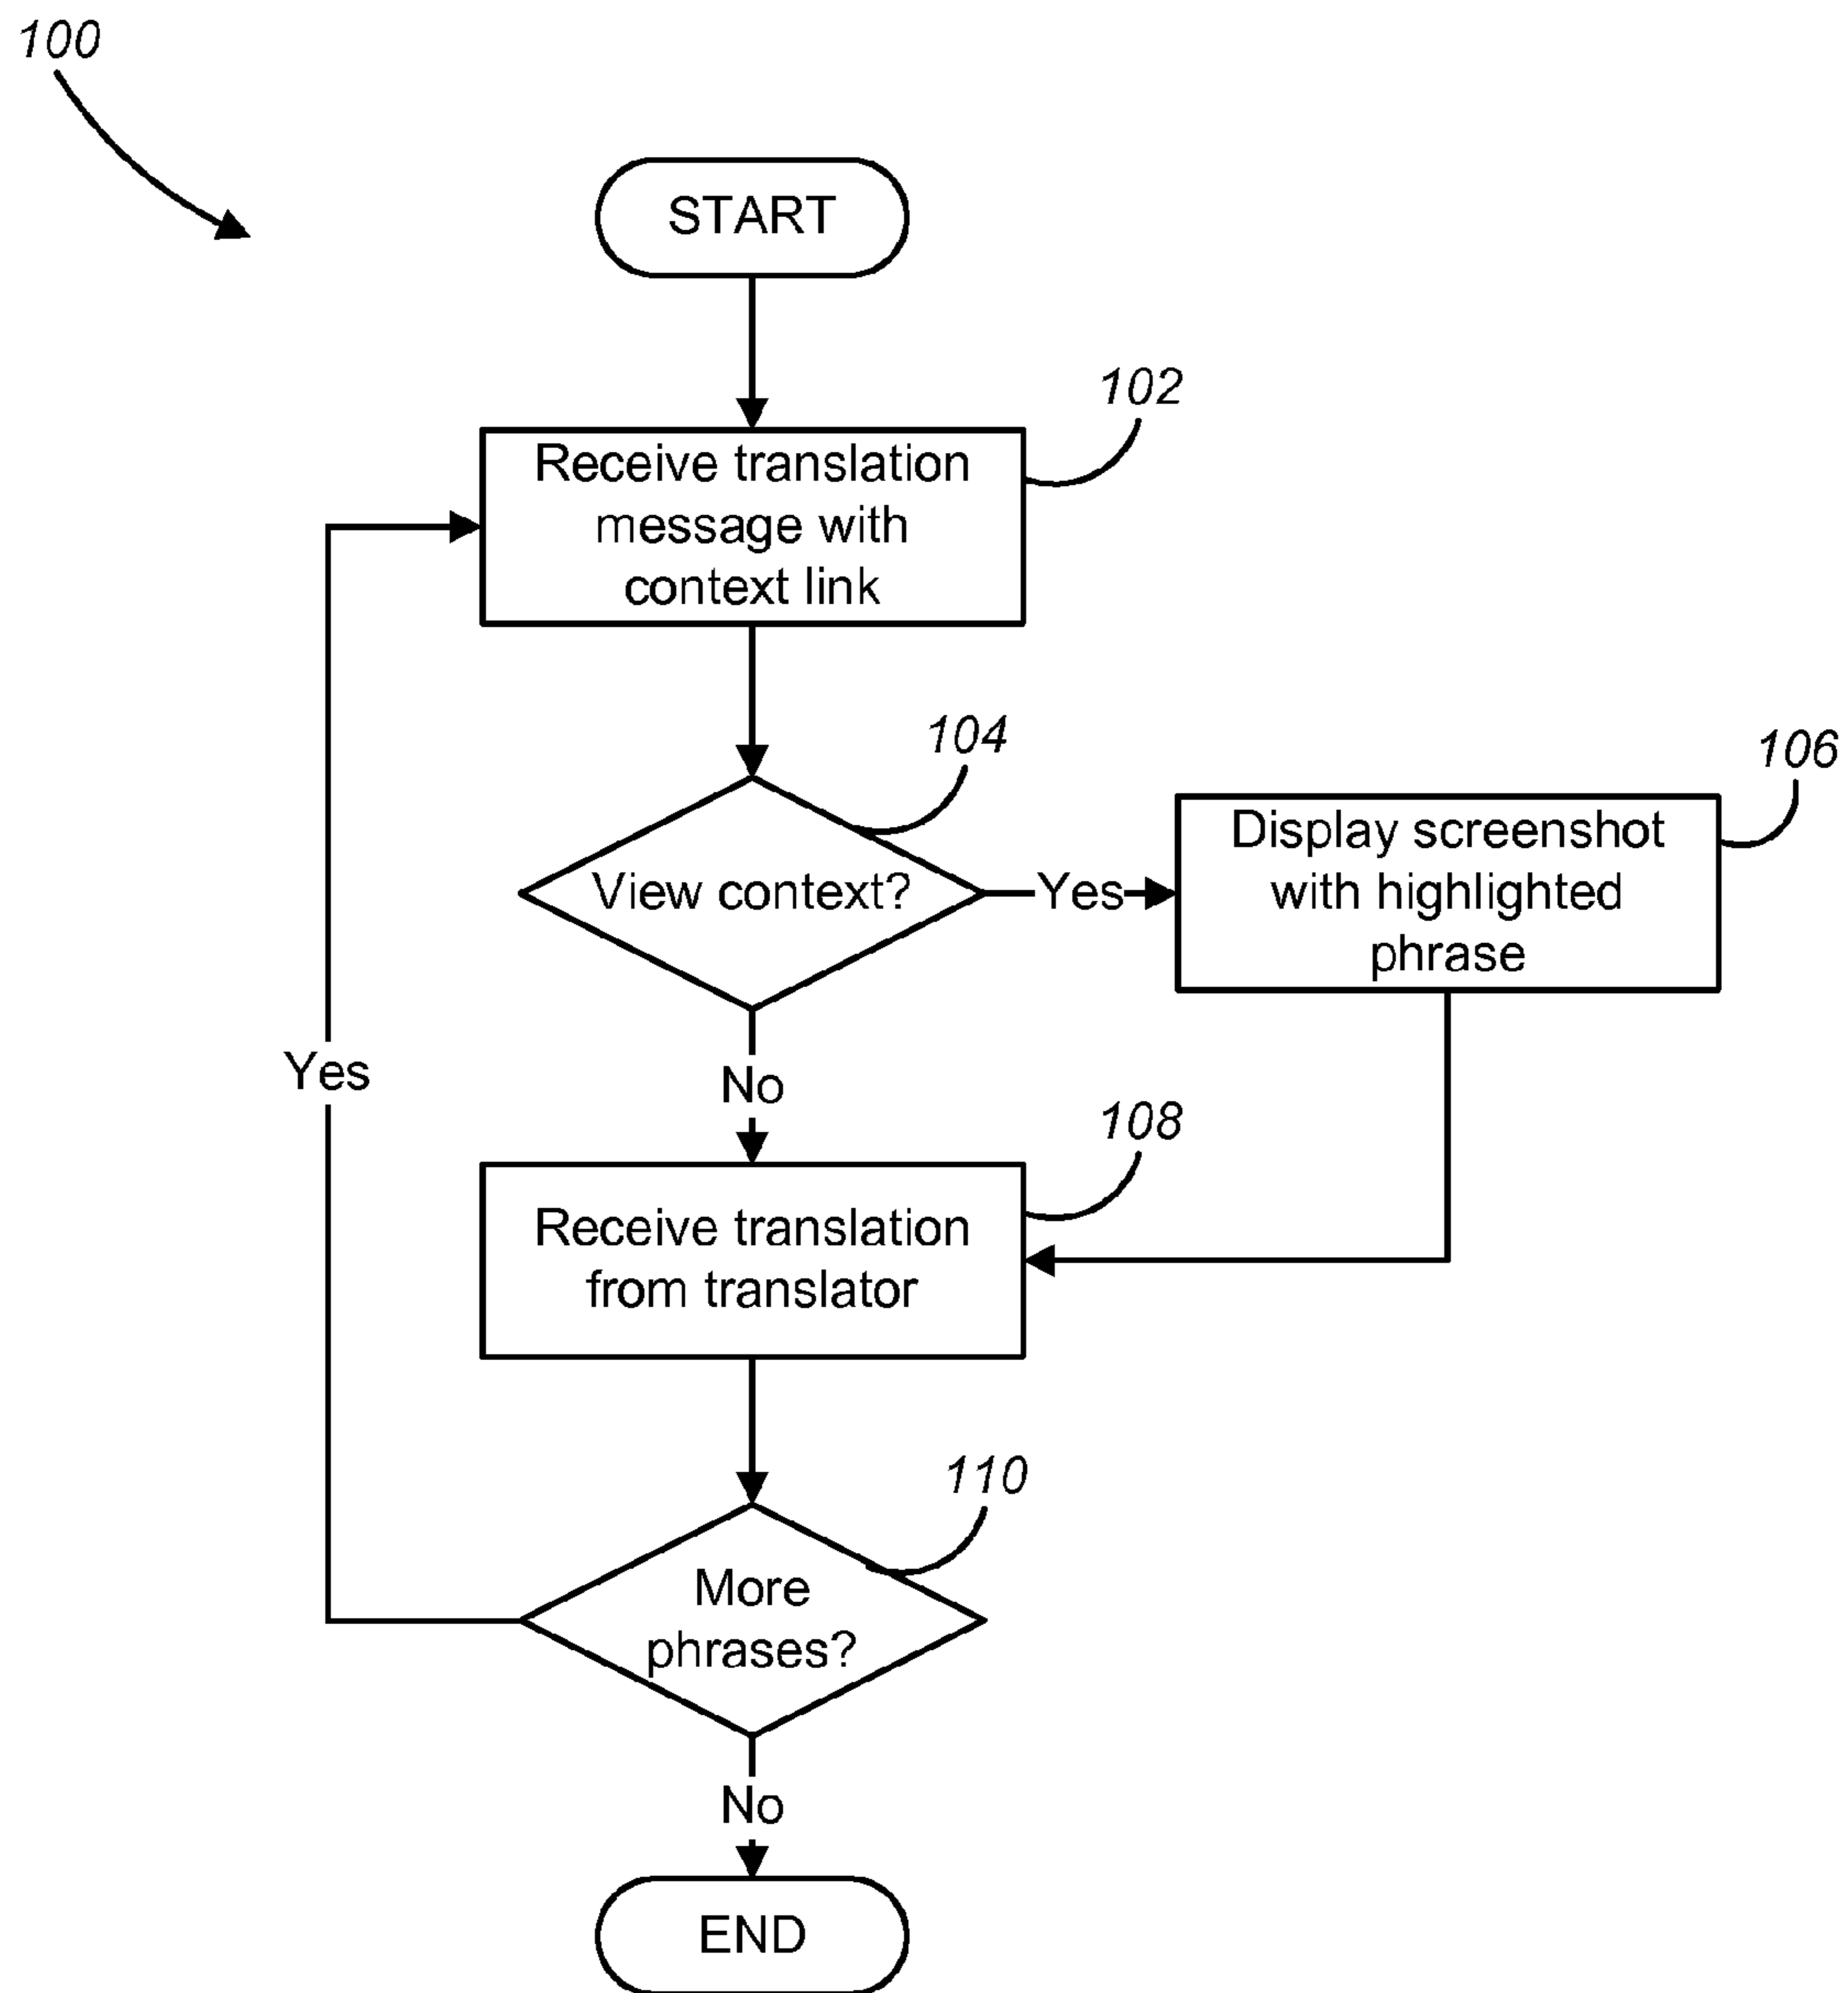 100
START
102
Receive translation
message with
context link
104
106
View context?
Yes
Display screenshot
with highlighted
phrase
Yes
No
108
Receive translation
from translator
110
More
phrases?
No
END